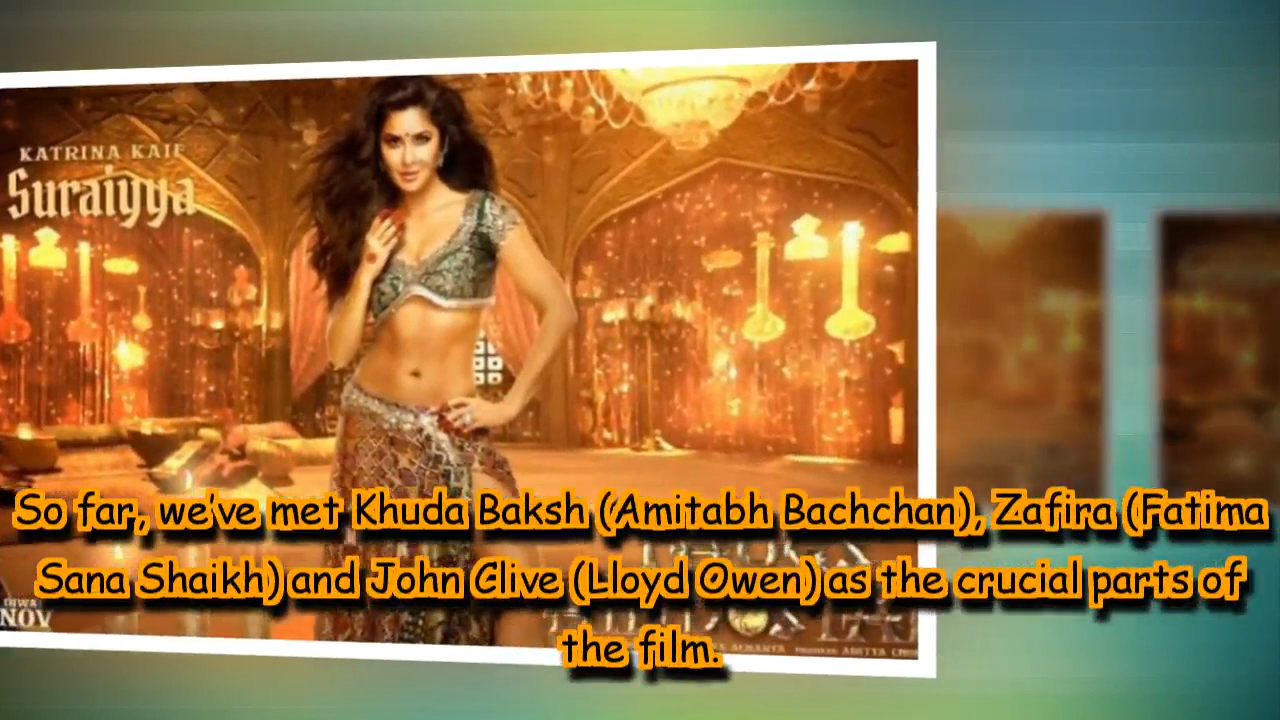 KATRINA KAIF
Suraiyya
So far, we've met Khuda Baksh (Amitabh Bachchan), Zafira (Fatima
Sana Shaikh) and John Clive (Lloyd Owen) as the crucial parts of
the film.
NOV